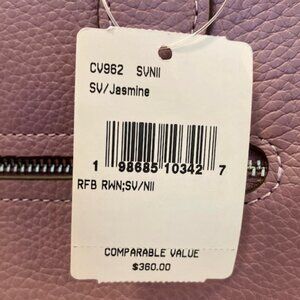 CV962 SVNII
SV/Jasmine
1 98685 10342 7
RFB RWN;SV/NII
COMPARABLE VALUE
$360.00